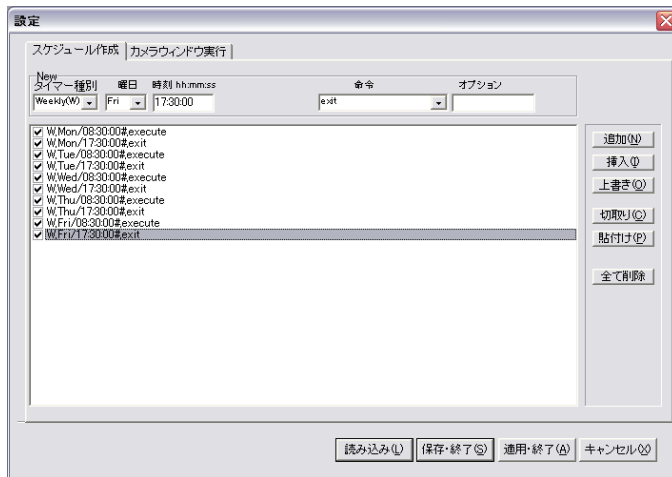 設定
スケジュール作成 カメラウィンドウ実行
New
タイマー種別 曜日 時刻 hh:mm:ss 命令 オプション
Weekly(W) Fri 17:30:00 exit
W,Mon/08:30:00#,execute
W,Mon/17:30:00#,exit
W,Tue/08:30:00#,execute
W,Tue/17:30:00#,exit
W,Wed/08:30:00#,execute
W,Wed/17:30:00#,exit
W,Thu/08:30:00#,execute
W,Thu/17:30:00#,exit
W,Fri/08:30:00#,execute
W,Fri/17:30:00#,exit
追加(N)
挿入(I)
上書き(O)
切取り(C)
貼付け(P)
全て削除
読み込み(L) 保存・終了(S) 適用・終了(A) キャンセル(X)